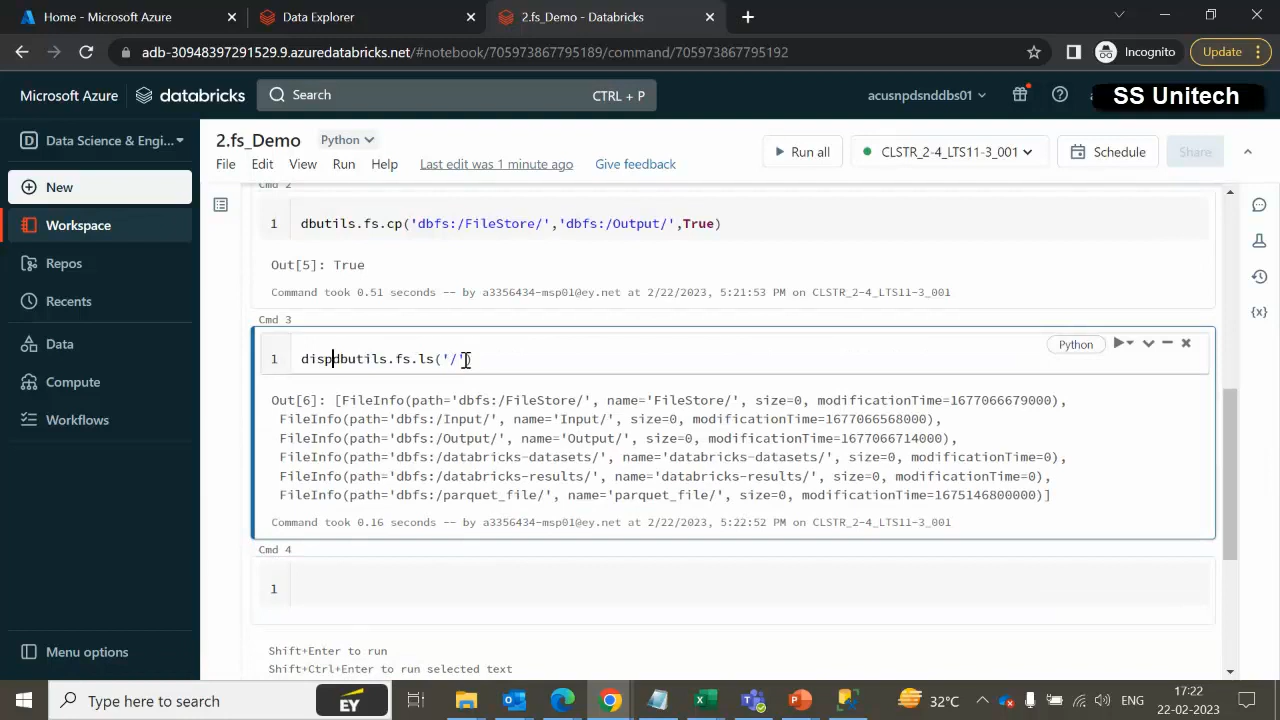 Home - Microsoft Azure
Data Explorer
2.fs_Demo - Databricks
adb-30948397291529.9.azuredatabricks.net/#notebook/705973867795189/command/705973867795192
Incognito
Update
Microsoft Azure
databricks
Search
CTRL + P
acusnpdsnddbs01
SS Unitech
D
Data Science & Engi...
New
Workspace
Repos
Recents
Data
Compute
Workflows
Menu options
2.fs_Demo
Python
File Edit View Run Help Last edit was 1 minute ago Give feedback
Run all
CLSTR_2-4_LTS11-3_001
Schedule
Share
Cmd 2
1 dbutils.fs.cp('dbfs:/FileStore/','dbfs:/Output/',True)
Out[5]: True
Command took 0.51 seconds -- by a3356434-msp01@ey.net at 2/22/2023, 5:21:53 PM on CLSTR_2-4_LTS11-3_001
Cmd 3
Python
1 dispdbutils.fs.ls('/'
Out[6]: [FileInfo(path='dbfs:/FileStore/', name='FileStore/', size=0, modificationTime=1677066679000),
FileInfo(path='dbfs:/Input/', name='Input/', size=0, modificationTime=1677066568000),
FileInfo(path='dbfs:/Output/', name='Output/', size=0, modificationTime=1677066714000),
FileInfo(path='dbfs:/databricks-datasets/', name='databricks-datasets/', size=0, modificationTime=0),
FileInfo(path='dbfs:/databricks-results/', name='databricks-results/', size=0, modificationTime=0),
FileInfo(path='dbfs:/parquet_file/', name='parquet_file/', size=0, modificationTime=1675146800000)]
Command took 0.16 seconds -- by a3356434-msp01@ey.net at 2/22/2023, 5:22:52 PM on CLSTR_2-4_LTS11-3_001
Cmd 4
1
Shift+Enter to run
Shift+Ctrl+Enter to run selected text
Type here to search
EY
32°C
ENG
17:22
22-02-2023